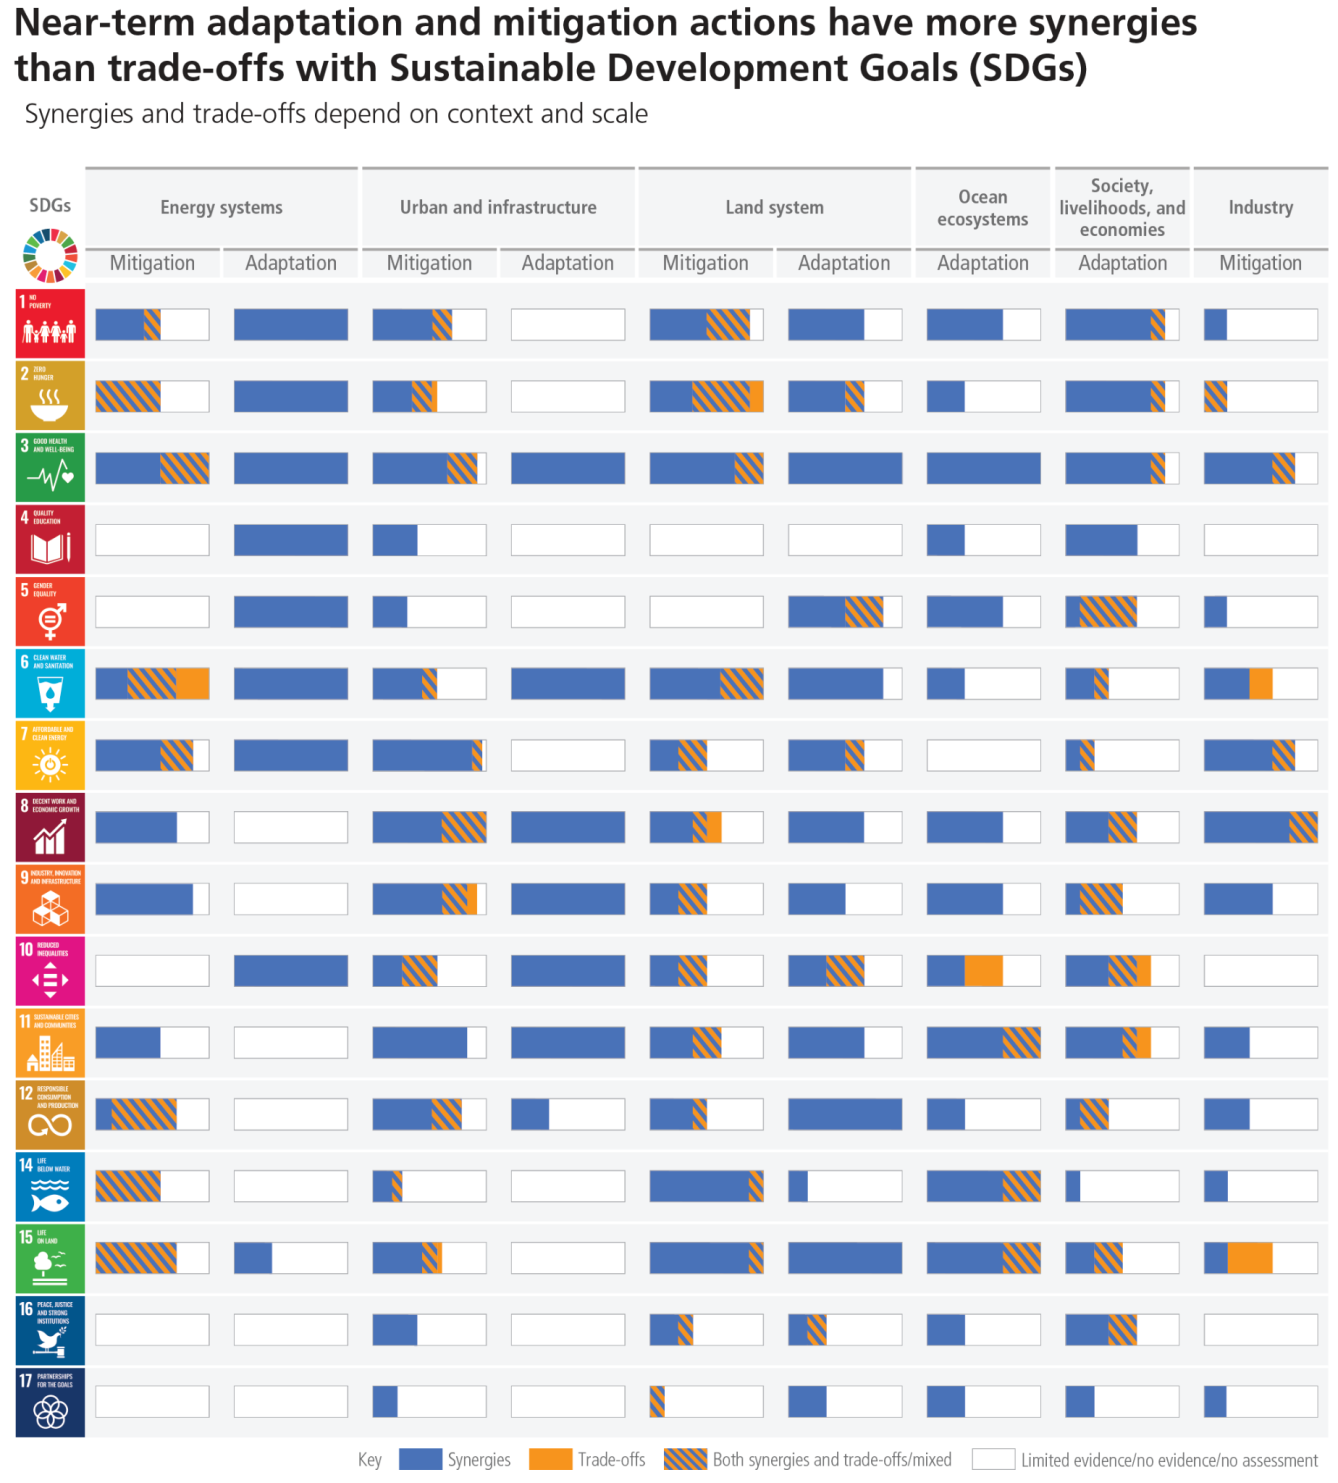 Near-term adaptation and mitigation actions have more synergies
than trade-offs with Sustainable Development Goals (SDGs)
Synergies and trade-offs depend on context and scale
SDGs
Energy systems
Urban and infrastructure
Land system
Ocean
ecosystems
Society,
livelihoods, and
economies
Industry
Mitigation
Adaptation
Mitigation
Adaptation
Mitigation
Adaptation
Adaptation
Adaptation
Mitigation
1 NO
POVERTY
2 ZERO
HUNGER
3 GOOD HEALTH
AND WELL-BEING
4 QUALITY
EDUCATION
5 GENDER
EQUALITY
6 CLEAN WATER
AND SANITATION
7 AFFORDABLE AND
CLEAN ENERGY
8 DECENT WORK AND
ECONOMIC GROWTH
9 INDUSTRY, INNOVATION
AND INFRASTRUCTURE
10 REDUCED
INEQUALITIES
11 SUSTAINABLE CITIES
AND COMMUNITIES
12 RESPONSIBLE
CONSUMPTION
AND PRODUCTION
14 LIFE
BELOW WATER
15 LIFE
ON LAND
16 PEACE, JUSTICE
AND STRONG
INSTITUTIONS
17 PARTNERSHIPS
FOR THE GOALS
Key
Synergies
Trade-offs
Both synergies and trade-offs/mixed
Limited evidence/no evidence/no assessment